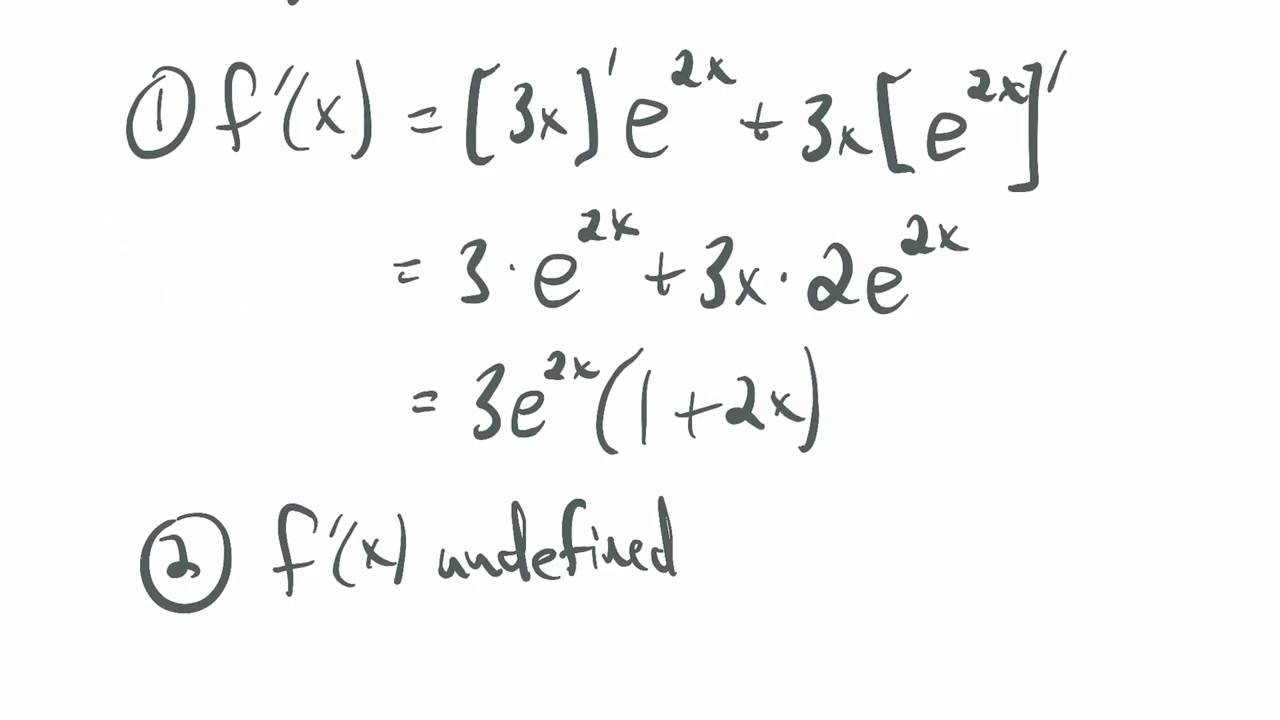 ① f'(x) = [3x]' e^{2x} + 3x [e^{2x}]'
= 3 · e^{2x} + 3x · 2e^{2x}
= 3e^{2x} (1 + 2x)
② f'(x) undefined